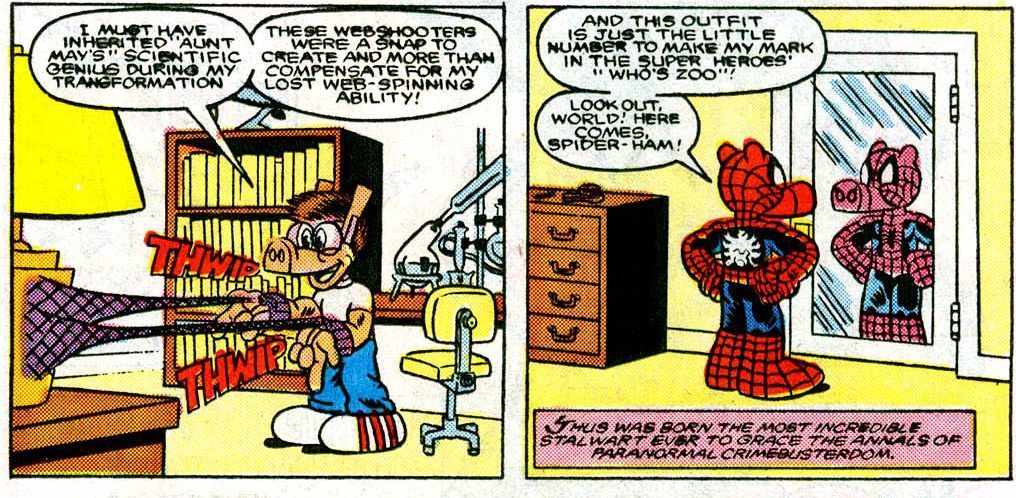 I MUST HAVE
INHERITED "AUNT
MAY'S" SCIENTIFIC
GENIUS DURING MY
TRANSFORMATION
THESE WEBSHOOTERS
WERE A SNAP TO
CREATE AND MORE THAN
COMPENSATE FOR MY
LOST WEB-SPINNING
ABILITY!
THWIP
THWIP
AND THIS OUTFIT
IS JUST THE LITTLE
NUMBER TO MAKE MY MARK
IN THE SUPER HEROES'
"WHO'S ZOO"!
LOOK OUT,
WORLD! HERE
COMES,
SPIDER-HAM!
THUS WAS BORN THE MOST INCREDIBLE
STALWART EVER TO GRACE THE ANNALS OF
PARANORMAL CRIMEBUSTERDOM.